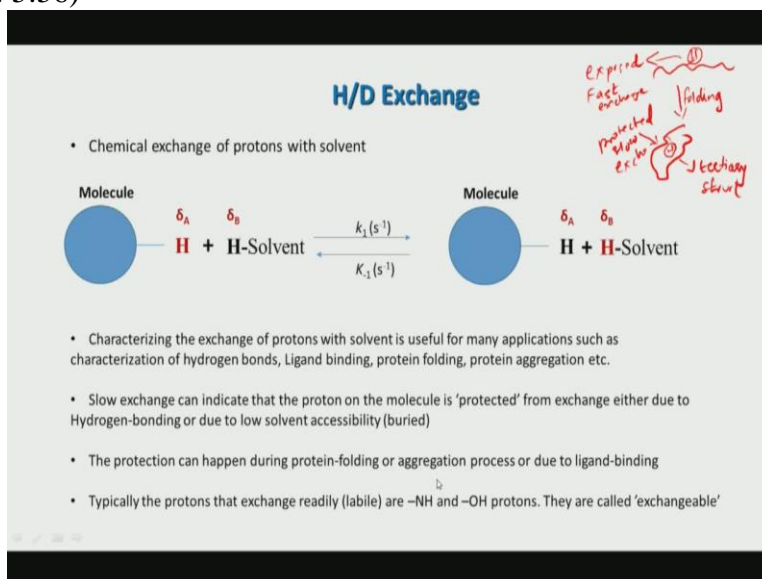 3:38)
H/D Exchange
exposed
Fast exchange
folding
protected
slow
exch
tertiary
struct
• Chemical exchange of protons with solvent
Molecule
Molecule
δA δB
k1(s-1)
δA δB
H + H-Solvent
K-1(s-1)
H + H-Solvent
• Characterizing the exchange of protons with solvent is useful for many applications such as
characterization of hydrogen bonds, Ligand binding, protein folding, protein aggregation etc.
• Slow exchange can indicate that the proton on the molecule is 'protected' from exchange either due to
Hydrogen-bonding or due to low solvent accessibility (buried)
• The protection can happen during protein-folding or aggregation process or due to ligand-binding
• Typically the protons that exchange readily (labile) are –NH and –OH protons. They are called 'exchangeable'